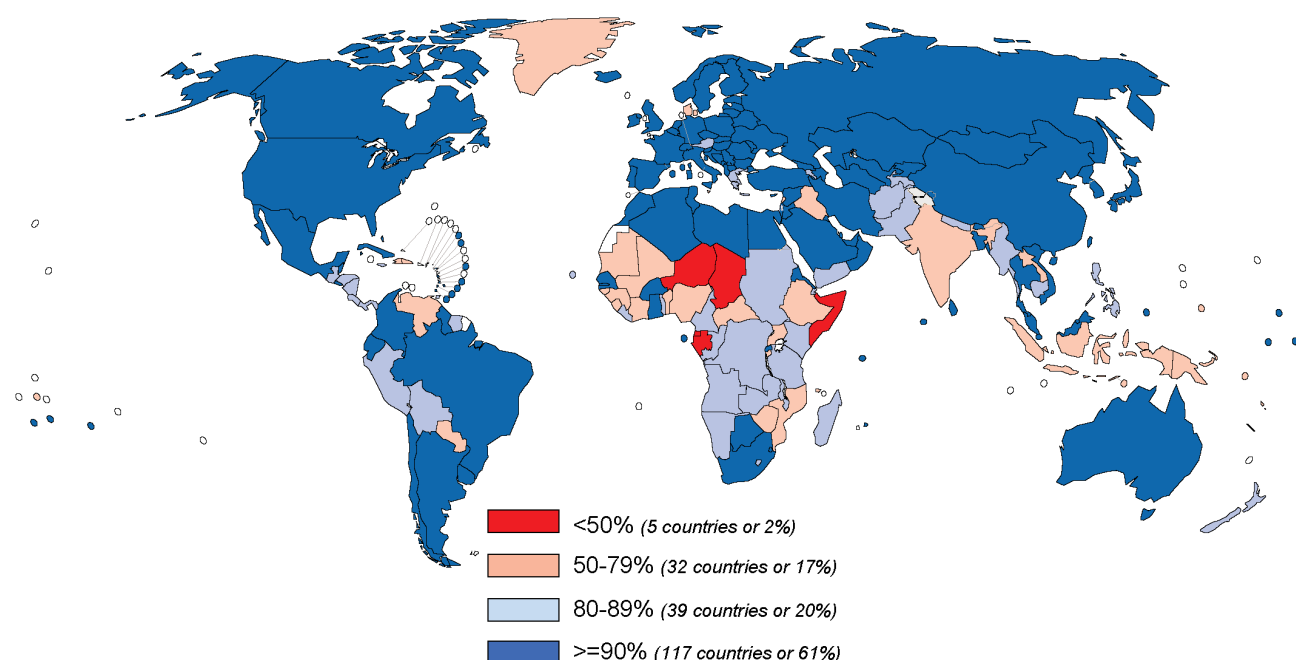 <50% (5 countries or 2%)
50-79% (32 countries or 17%)
80-89% (39 countries or 20%)
>=90% (117 countries or 61%)